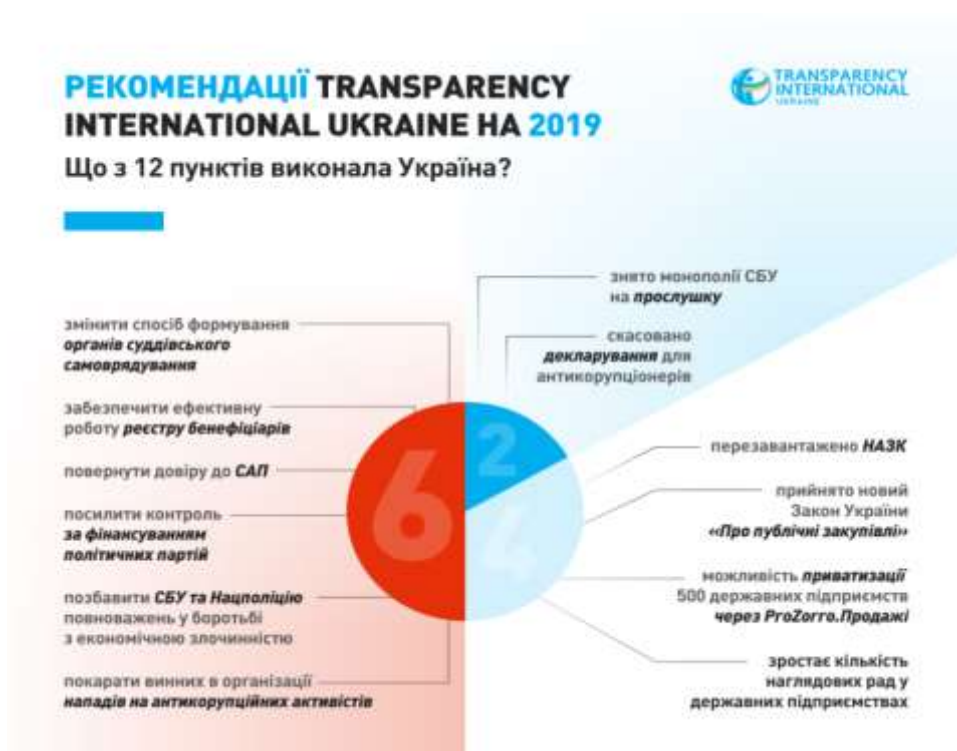 РЕКОМЕНДАЦІЇ TRANSPARENCY
INTERNATIONAL UKRAINE НА 2019
Що з 12 пунктів виконала Україна?
TRANSPARENCY
INTERNATIONAL
UKRAINE
змінити спосіб формування
органів суддівського
самоврядування
забезпечити ефективну
роботу реєстру бенефіціарів
повернути довіру до САП
посилити контроль
за фінансуванням
політичних партій
позбавити СБУ та Нацполіцію
повноважень у боротьбі
з економічною злочинністю
покарати винних в організації
нападів на антикорупційних активістів
6
2
4
знято монополії СБУ
на прослушку
скасовано
декларування для
антикорупціонерів
перезавантажено НАЗК
прийнято новий
Закон України
«Про публічні закупівлі»
можливість приватизації
500 державних підприємств
через ProZorro.Продажі
зростає кількість
наглядових рад у
державних підприємствах